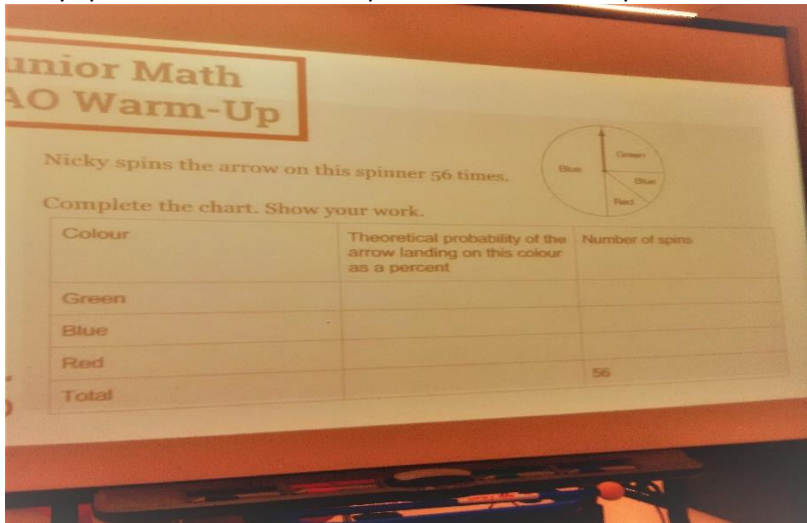 unior Math
AO Warm-Up
Nicky spins the arrow on this spinner 56 times.
Blue
Green
Blue
Red
Complete the chart. Show your work.
Colour
Theoretical probability of the
arrow landing on this colour
as a percent
Number of spins
Green
Blue
Red
Total
56